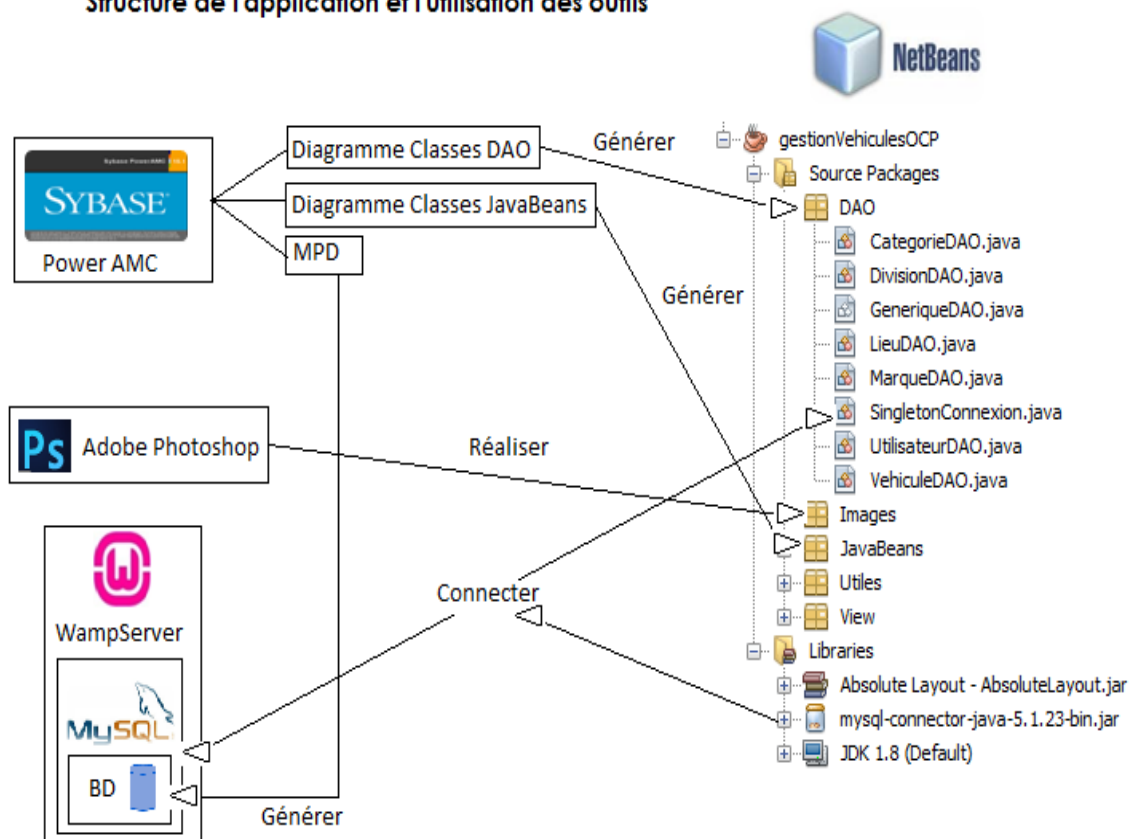 Structure de l'application et l'utilisation des outils
NetBeans
Sybase PowerAMC
SYBASE
Power AMC
Diagramme Classes DAO
Diagramme Classes JavaBeans
MPD
Générer
Générer
gestionVehiculesOCP
Source Packages
DAO
CategorieDAO.java
DivisionDAO.java
GeneriqueDAO.java
LieuDAO.java
MarqueDAO.java
SingletonConnexion.java
UtilisateurDAO.java
VehiculeDAO.java
Images
JavaBeans
Utiles
View
Libraries
Absolute Layout - AbsoluteLayout.jar
mysql-connector-java-5.1.23-bin.jar
JDK 1.8 (Default)
Ps
Adobe Photoshop
Réaliser
Connecter
WampServer
MySQL
BD
Générer